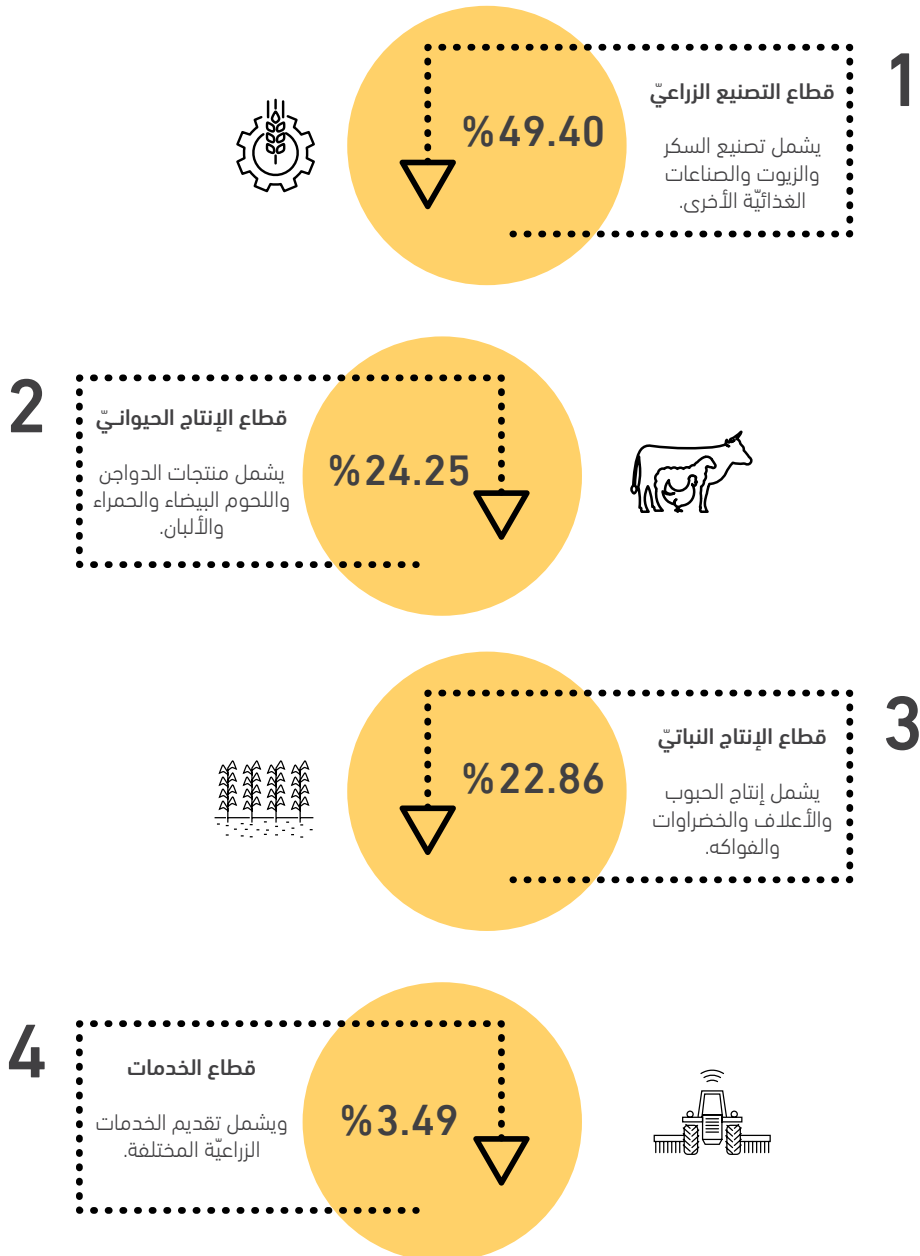 1
قطاع التصنيع الزراعيّ
%49.40
يشمل تصنيع السكر
والزيوت والصناعات
الغذائيّة الأخرى.
2
قطاع الإنتاج الحيوانيّ
%24.25
يشمل منتجات الدواجن
واللحوم البيضاء والحمراء
والألبان.
3
قطاع الإنتاج النباتيّ
%22.86
يشمل إنتاج الحبوب
والأعلاف والخضراوات
والفواكه.
4
قطاع الخدمات
%3.49
ويشمل تقديم الخدمات
الزراعيّة المختلفة.